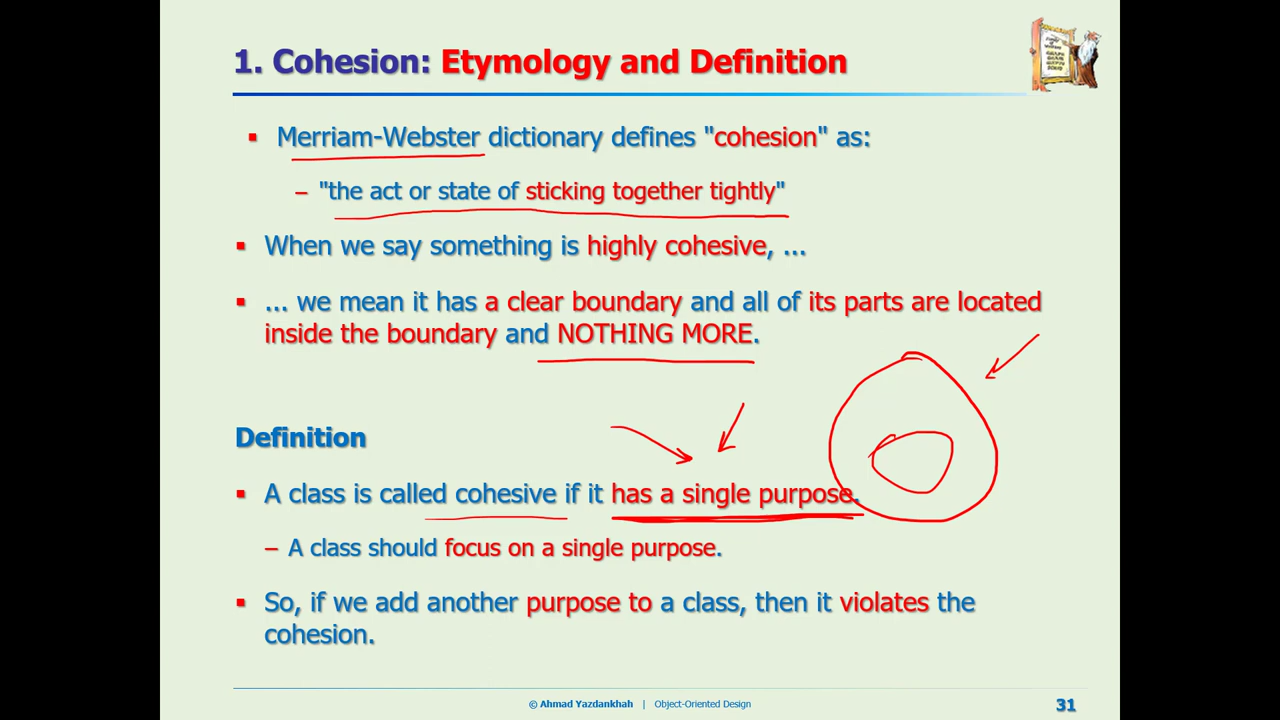 1. Cohesion: Etymology and Definition
▪ Merriam-Webster dictionary defines "cohesion" as:
– "the act or state of sticking together tightly"
▪ When we say something is highly cohesive, ...
▪ ... we mean it has a clear boundary and all of its parts are located
inside the boundary and NOTHING MORE.
Definition
▪ A class is called cohesive if it has a single purpose.
– A class should focus on a single purpose.
▪ So, if we add another purpose to a class, then it violates the
cohesion.
© Ahmad Yazdankhah | Object-Oriented Design
31